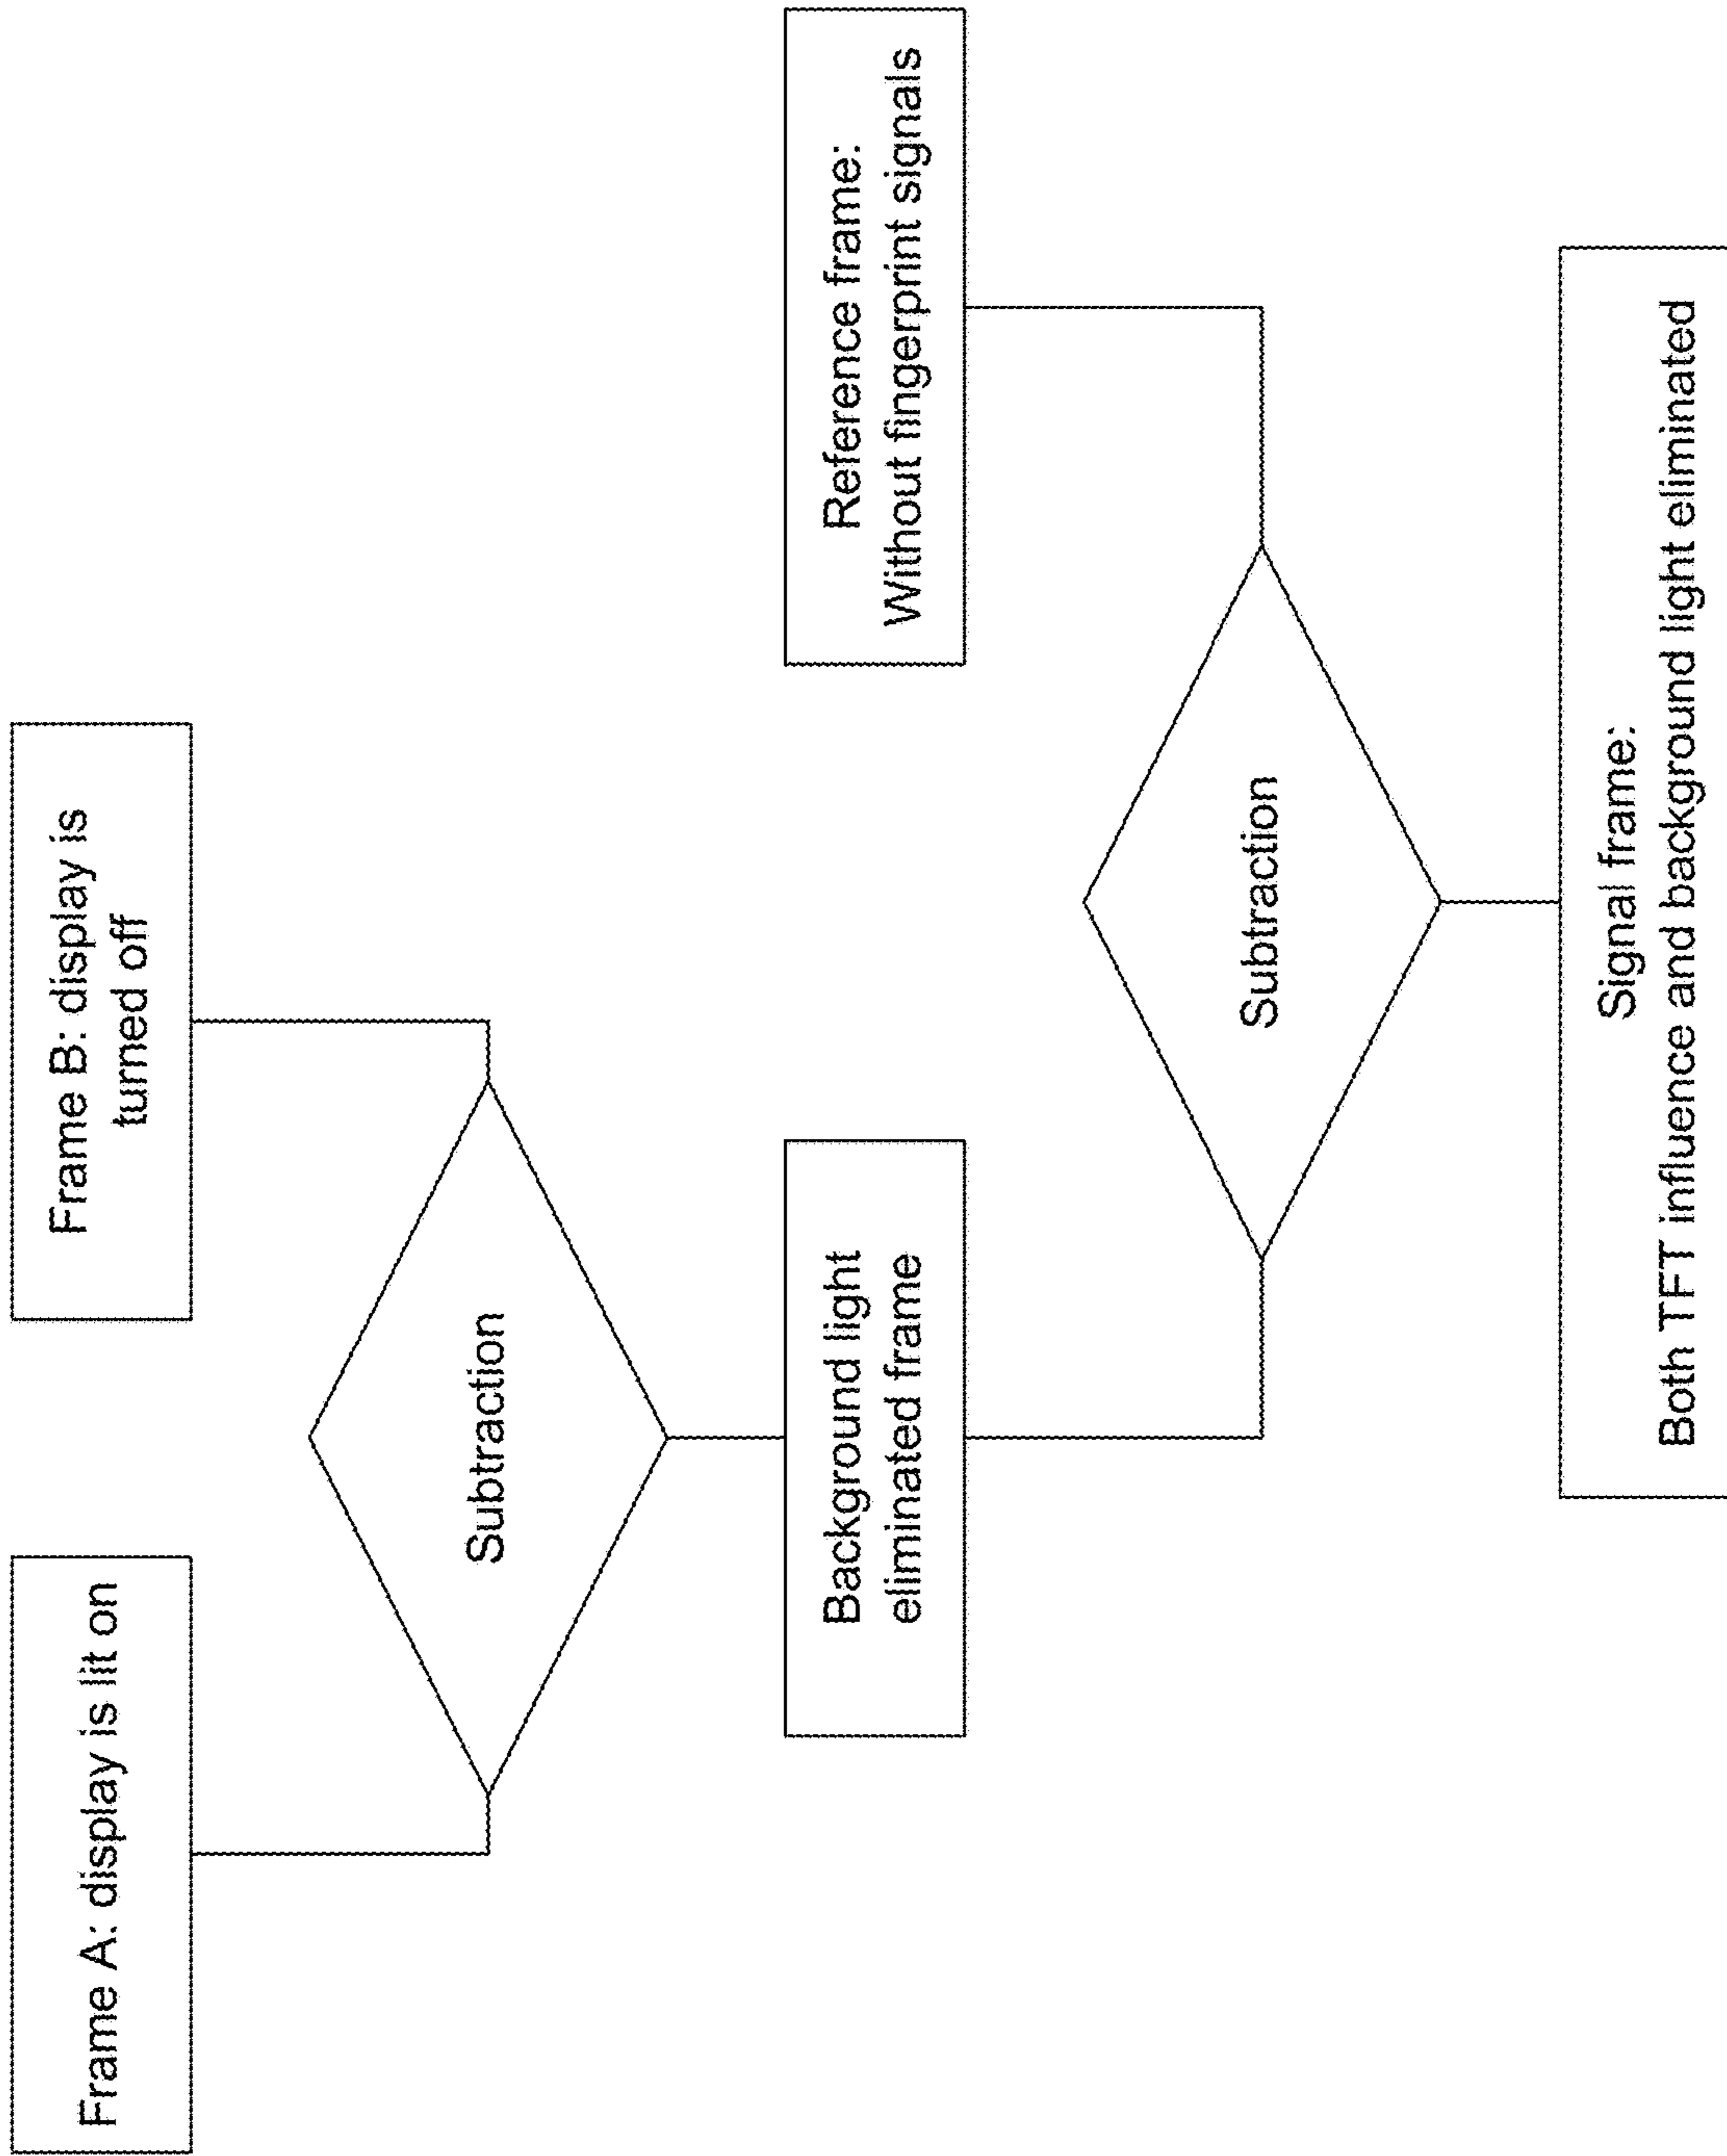 Frame A: display is lit on
Frame B: display is
turned off
Subtraction
Background light
eliminated frame
Reference frame:
Without fingerprint signals
Subtraction
Signal frame:
Both TFT influence and background light eliminated